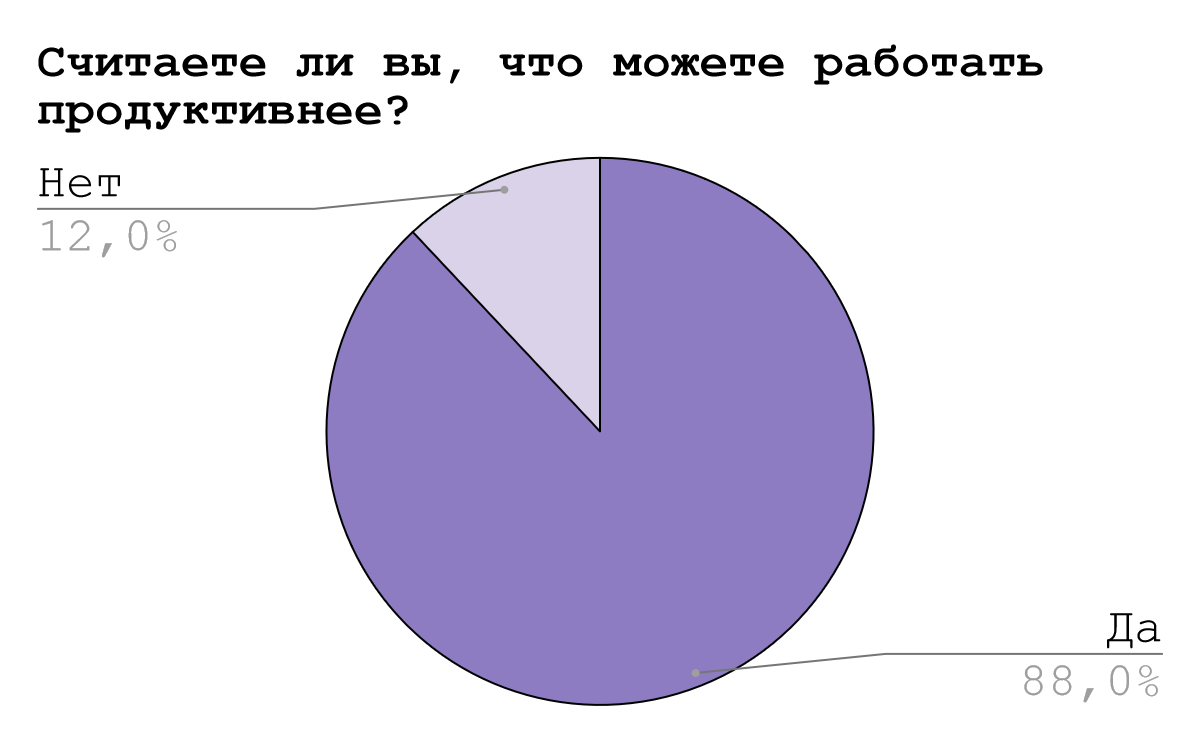 Считаете ли вы, что можете работать
продуктивнее?
Нет
12,0%
Да
88,0%